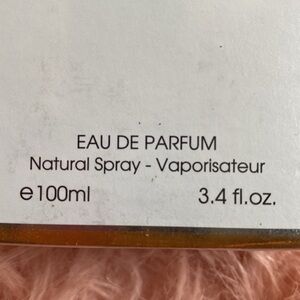 EAU DE PARFUM
Natural Spray - Vaporisateur
℮100ml 3.4 fl.oz.